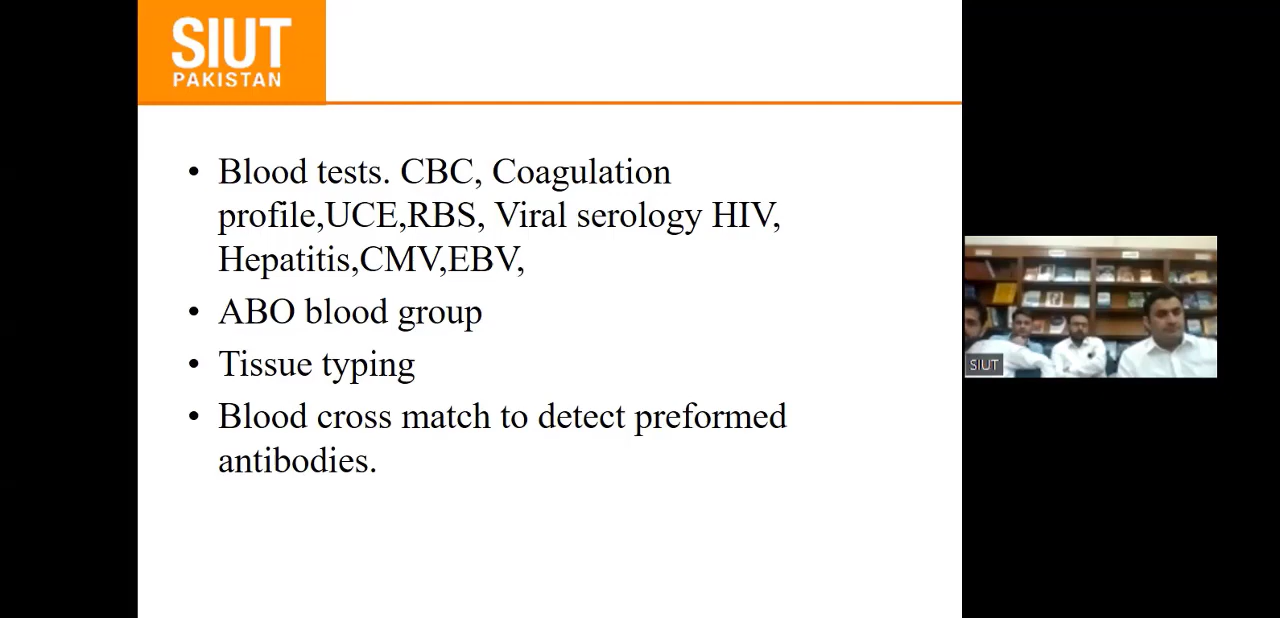 SIUT
PAKISTAN
• Blood tests. CBC, Coagulation
profile,UCE,RBS, Viral serology HIV,
Hepatitis,CMV,EBV,
• ABO blood group
• Tissue typing
• Blood cross match to detect preformed
antibodies.
SIUT